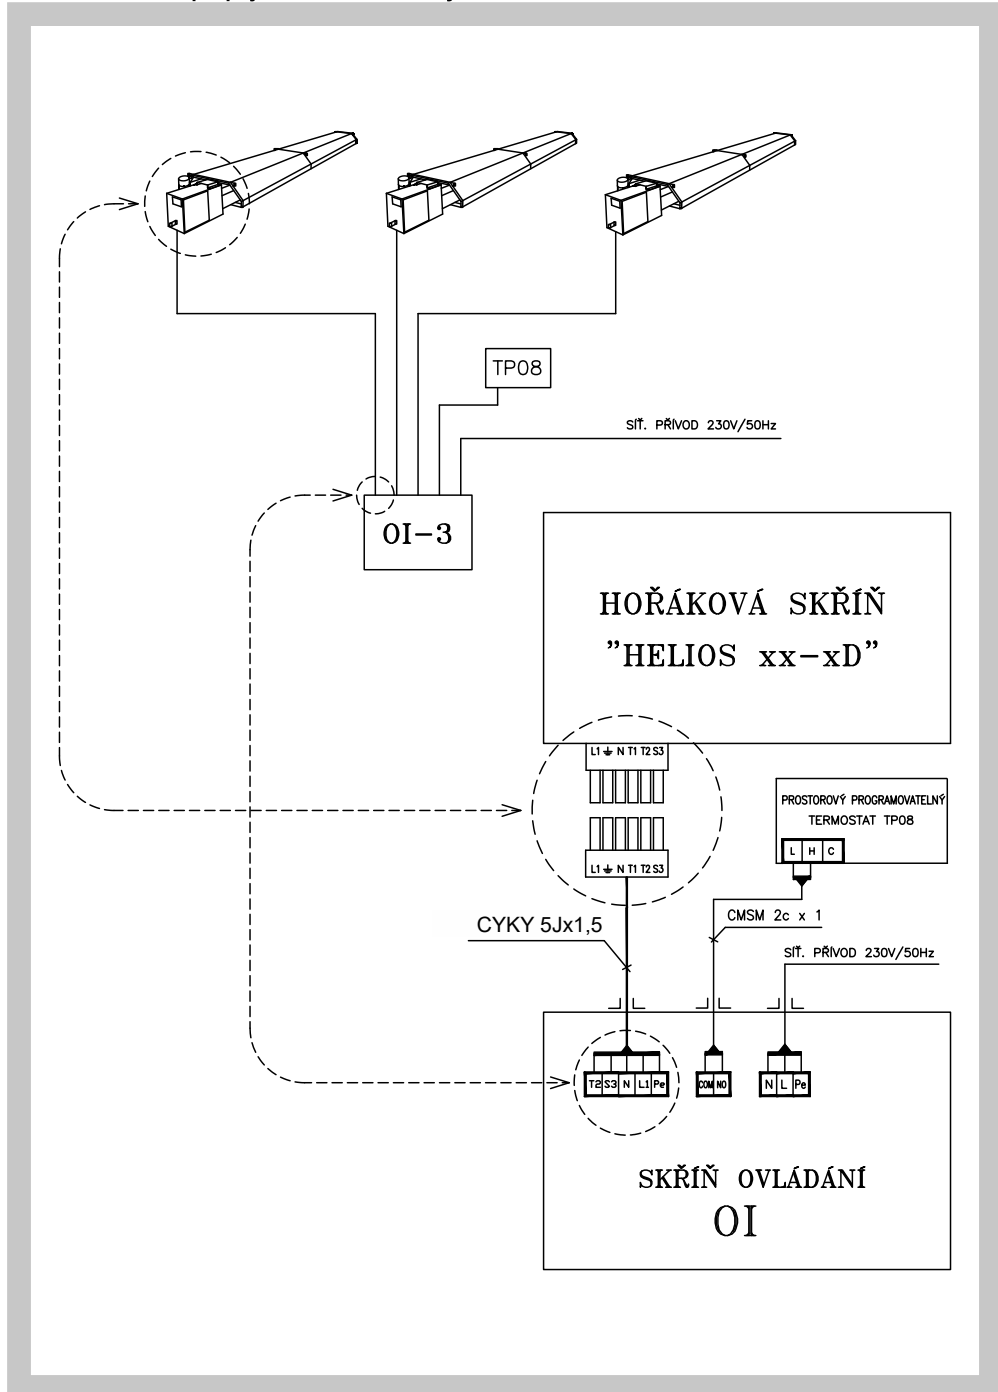 TP08
SÍŤ. PŘÍVOD 230V/50Hz
OI-3
HOŘÁKOVÁ SKŘÍŇ
"HELIOS xx-xD"
L1 ⏚ N T1 T2 S3
PROSTOROVÝ PROGRAMOVATELNÝ
TERMOSTAT TP08
L H C
L1 ⏚ N T1 T2 S3
CYKY 5Jx1,5
CMSM 2c x 1
SÍŤ. PŘÍVOD 230V/50Hz
T2 S3 N L1 Pe
COM NO
N L Pe
SKŘÍŇ OVLÁDÁNÍ
OI